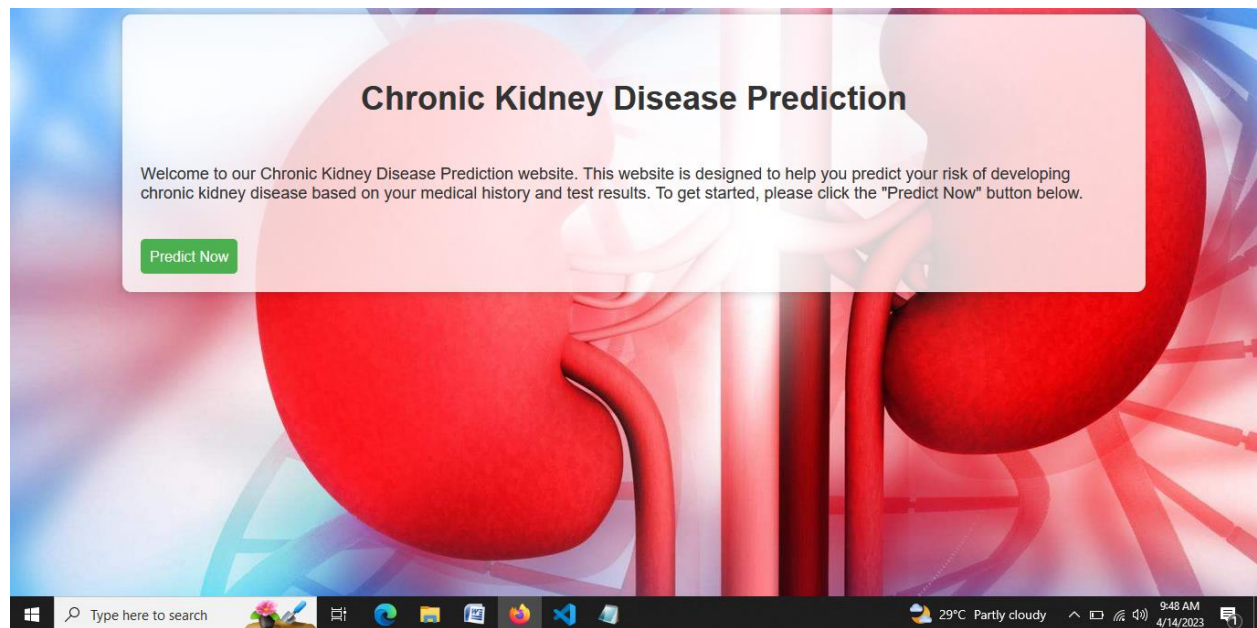 Chronic Kidney Disease Prediction
Welcome to our Chronic Kidney Disease Prediction website. This website is designed to help you predict your risk of developing
chronic kidney disease based on your medical history and test results. To get started, please click the "Predict Now" button below.
Predict Now
Type here to search
29°C Partly cloudy
9:48 AM
4/14/2023